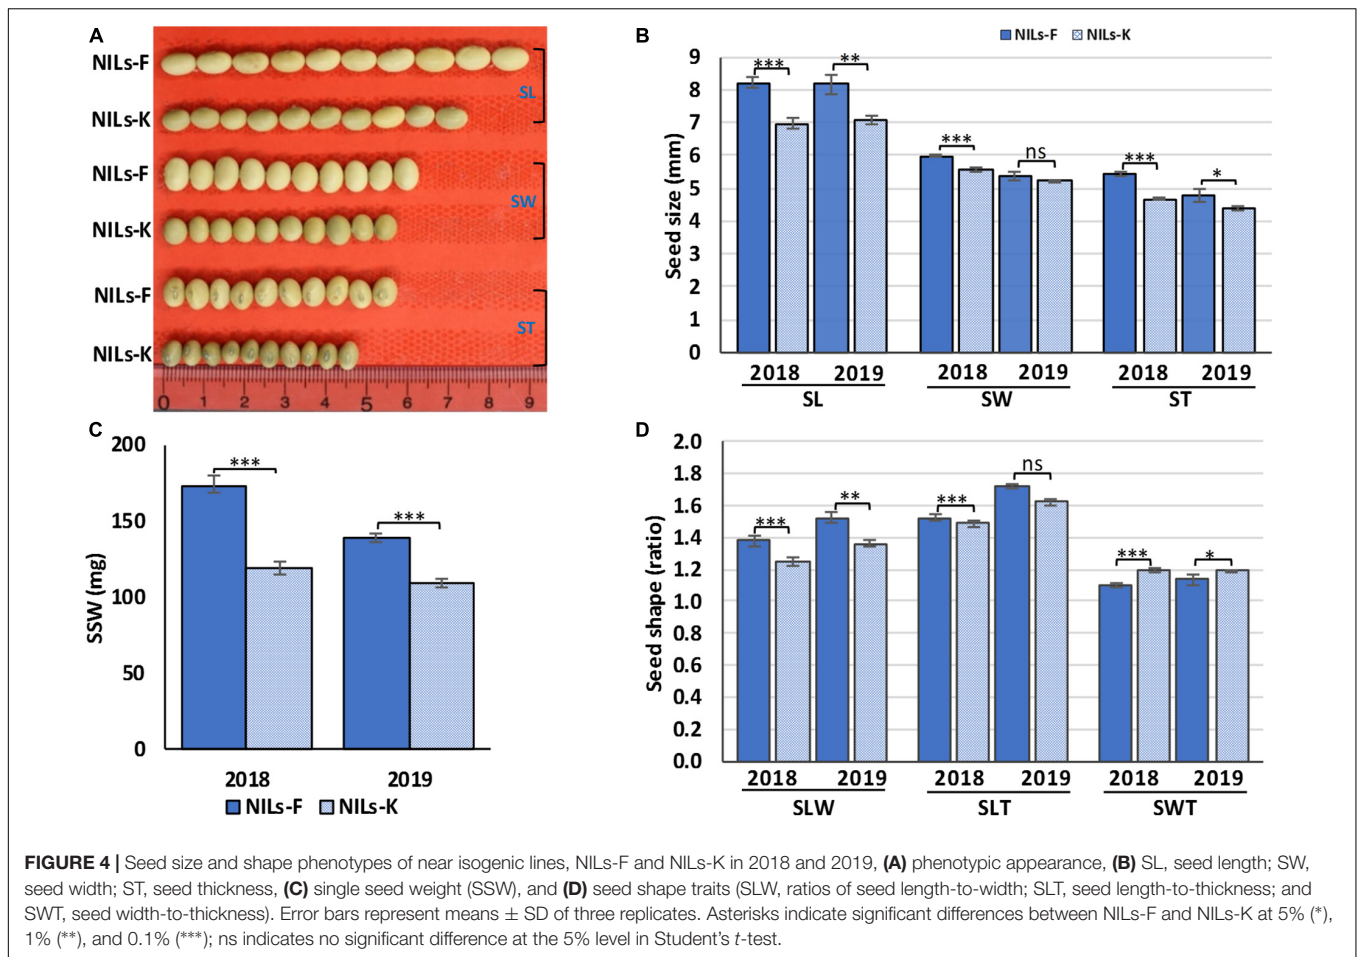 A
NILs-F
SL
NILs-K
NILs-F
SW
NILs-K
NILs-F
ST
NILs-K
0 1 2 3 4 5 6 7 8 9
B
NILs-F NILs-K
Seed size (mm)
9
8
7
6
5
4
3
2
1
0
*** ** *** ns *** *
2018 2019 2018 2019 2018 2019
SL SW ST
C
SSW (mg)
200
150
100
50
0
*** ***
2018 2019
NILs-F NILs-K
D
Seed shape (ratio)
2.0
1.8
1.6
1.4
1.2
1.0
0.8
0.6
0.4
0.2
0.0
*** ** *** ns *** *
2018 2019 2018 2019 2018 2019
SLW SLT SWT
FIGURE 4 | Seed size and shape phenotypes of near isogenic lines, NILs-F and NILs-K in 2018 and 2019, (A) phenotypic appearance, (B) SL, seed length; SW,
seed width; ST, seed thickness, (C) single seed weight (SSW), and (D) seed shape traits (SLW, ratios of seed length-to-width; SLT, seed length-to-thickness; and
SWT, seed width-to-thickness). Error bars represent means ± SD of three replicates. Asterisks indicate significant differences between NILs-F and NILs-K at 5% (*),
1% (**), and 0.1% (***); ns indicates no significant difference at the 5% level in Student's t-test.